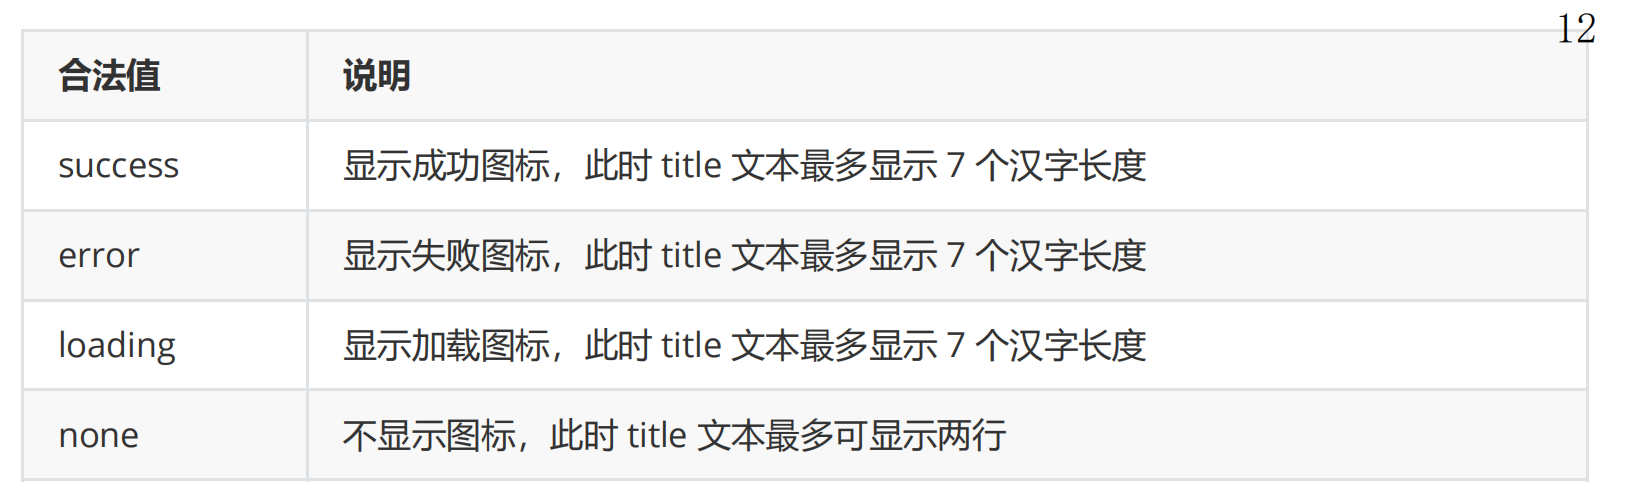 12
合法值 说明
success 显示成功图标，此时 title 文本最多显示 7 个汉字长度
error 显示失败图标，此时 title 文本最多显示 7 个汉字长度
loading 显示加载图标，此时 title 文本最多显示 7 个汉字长度
none 不显示图标，此时 title 文本最多可显示两行